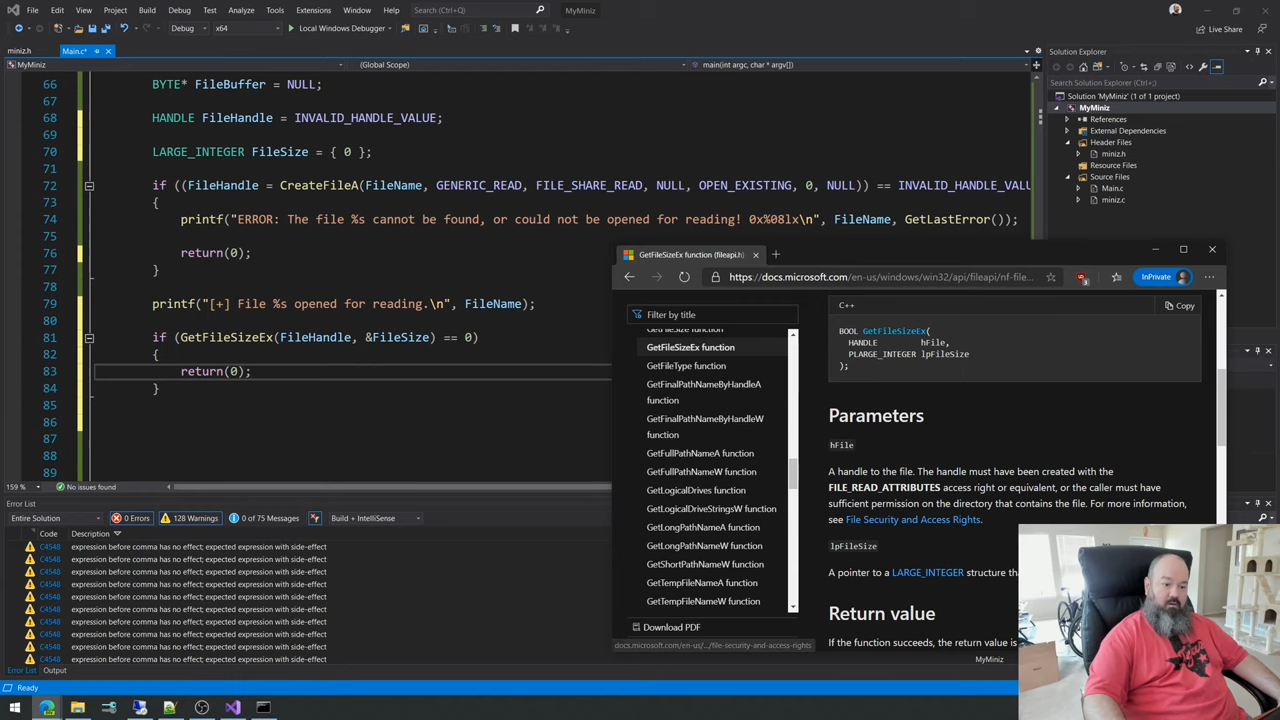 File Edit View Project Build Debug Test Analyze Tools Extensions Window Help Search (Ctrl+Q) MyMiniz
Debug x64 Local Windows Debugger Live Share
miniz.h Main.c*
MyMiniz (Global Scope) main(int argc, char * argv[])
66 BYTE* FileBuffer = NULL;
67
68 HANDLE FileHandle = INVALID_HANDLE_VALUE;
69
70 LARGE_INTEGER FileSize = { 0 };
71
72 if ((FileHandle = CreateFileA(FileName, GENERIC_READ, FILE_SHARE_READ, NULL, OPEN_EXISTING, 0, NULL)) == INVALID_HANDLE_VALU
73 {
74 printf("ERROR: The file %s cannot be found, or could not be opened for reading! 0x%08lx\n", FileName, GetLastError());
75
76 return(0);
77 }
78
79 printf("[+] File %s opened for reading.\n", FileName);
80
81 if (GetFileSizeEx(FileHandle, &FileSize) == 0)
82 {
83 return(0);
84 }
85
86
87
88
89
159 % No issues found
Error List
Entire Solution 0 Errors 128 Warnings 0 of 75 Messages Build + IntelliSense
Code Description
C4548 expression before comma has no effect; expected expression with side-effect
C4548 expression before comma has no effect; expected expression with side-effect
C4548 expression before comma has no effect; expected expression with side-effect
C4548 expression before comma has no effect; expected expression with side-effect
C4548 expression before comma has no effect; expected expression with side-effect
C4548 expression before comma has no effect; expected expression with side-effect
C4548 expression before comma has no effect; expected expression with side-effect
C4548 expression before comma has no effect; expected expression with side-effect
C4548 expression before comma has no effect; expected expression with side-effect
C4548 expression before comma has no effect; expected expression with side-effect
Error List Output
Ready
Solution Explorer
Search Solution Explorer (Ctrl+;)
Solution 'MyMiniz' (1 of 1 project)
MyMiniz
References
External Dependencies
Header Files
miniz.h
Resource Files
Source Files
Main.c
miniz.c
GetFileSizeEx function (fileapi.h)
https://docs.microsoft.com/en-us/windows/win32/api/fileapi/nf-file... 3 InPrivate
Filter by title
GetFileSize function
GetFileSizeEx function
GetFileType function
GetFinalPathNameByHandleA
function
GetFinalPathNameByHandleW
function
GetFullPathNameA function
GetFullPathNameW function
GetLogicalDrives function
GetLogicalDriveStringsW function
GetLongPathNameA function
GetLongPathNameW function
GetShortPathNameW function
GetTempFileNameA function
GetTempFileNameW function
Download PDF
docs.microsoft.com/en-us/.../file-security-and-access-rights
C++ Copy
BOOL GetFileSizeEx(
HANDLE hFile,
PLARGE_INTEGER lpFileSize
);
Parameters
hFile
A handle to the file. The handle must have been created with the
FILE_READ_ATTRIBUTES access right or equivalent, or the caller must have
sufficient permission on the directory that contains the file. For more information,
see File Security and Access Rights.
lpFileSize
A pointer to a LARGE_INTEGER structure tha
Return value
If the function succeeds, the return value is
MyMiniz